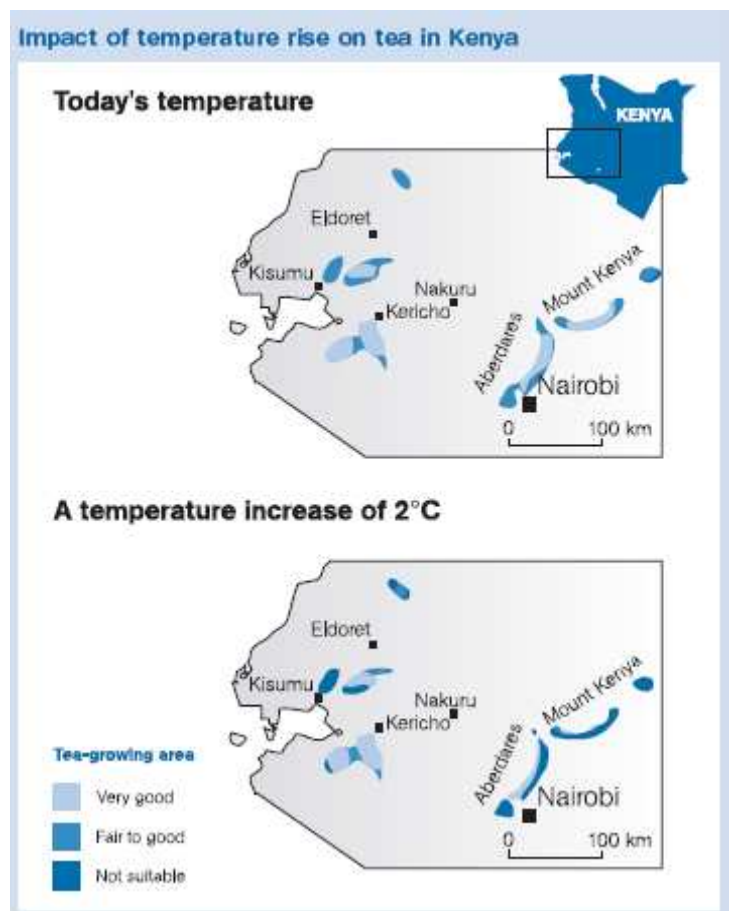 Impact of temperature rise on tea in Kenya
Today's temperature
KENYA
Eldoret
Kisumu
Nakuru
Kericho
Mount Kenya
Aberdares
Nairobi
0 100 km
A temperature increase of 2°C
Eldoret
Kisumu
Nakuru
Kericho
Mount Kenya
Aberdares
Nairobi
0 100 km
Tea-growing area
Very good
Fair to good
Not suitable